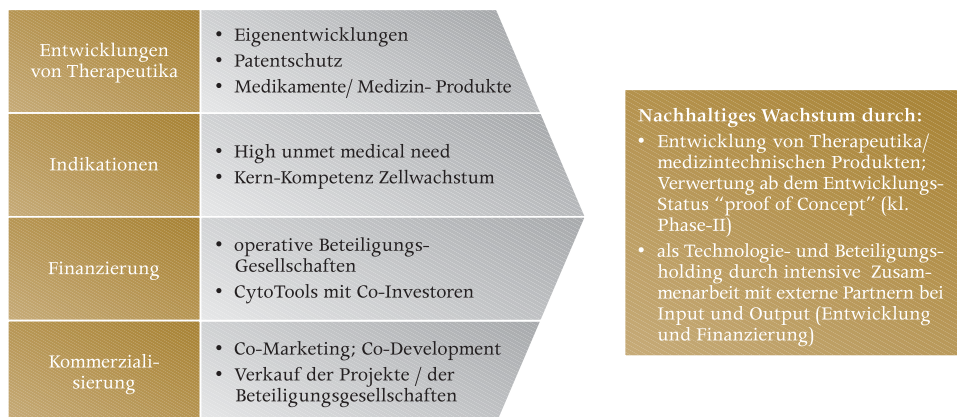 Entwicklungen
von Therapeutika
• Eigenentwicklungen
• Patentschutz
• Medikamente/ Medizin- Produkte
Indikationen
• High unmet medical need
• Kern-Kompetenz Zellwachstum
Finanzierung
• operative Beteiligungs-
Gesellschaften
• CytoTools mit Co-Investoren
Kommerziali-
sierung
• Co-Marketing; Co-Development
• Verkauf der Projekte / der
Beteiligungsgesellschaften
Nachhaltiges Wachstum durch:
• Entwicklung von Therapeutika/
medizintechnischen Produkten;
Verwertung ab dem Entwicklungs-
Status “proof of Concept” (kl.
Phase-II)
• als Technologie- und Beteiligungs-
holding durch intensive Zusam-
menarbeit mit externe Partnern bei
Input und Output (Entwicklung
und Finanzierung)